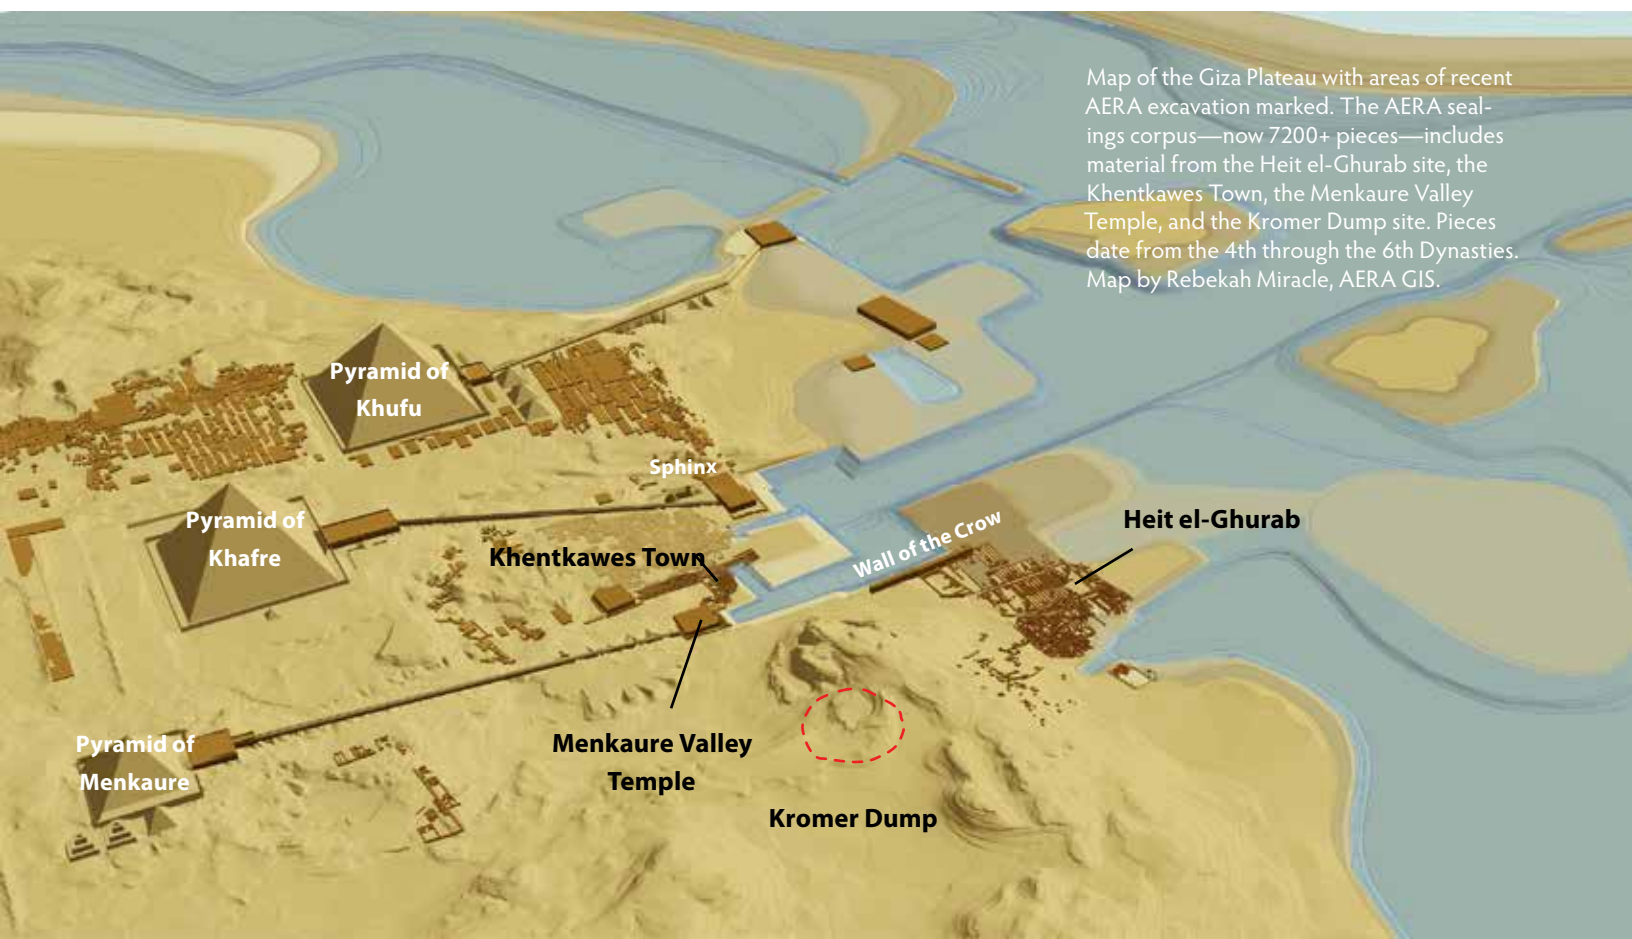 Map of the Giza Plateau with areas of recent
AERA excavation marked. The AERA seal-
ings corpus—now 7200+ pieces—includes
material from the Heit el-Ghurab site, the
Khentkawes Town, the Menkaure Valley
Temple, and the Kromer Dump site. Pieces
date from the 4th through the 6th Dynasties.
Map by Rebekah Miracle, AERA GIS.
Pyramid of
Khufu
Sphinx
Pyramid of
Khafre
Khentkawes Town
Wall of the Crow
Heit el-Ghurab
Pyramid of
Menkaure
Menkaure Valley
Temple
Kromer Dump